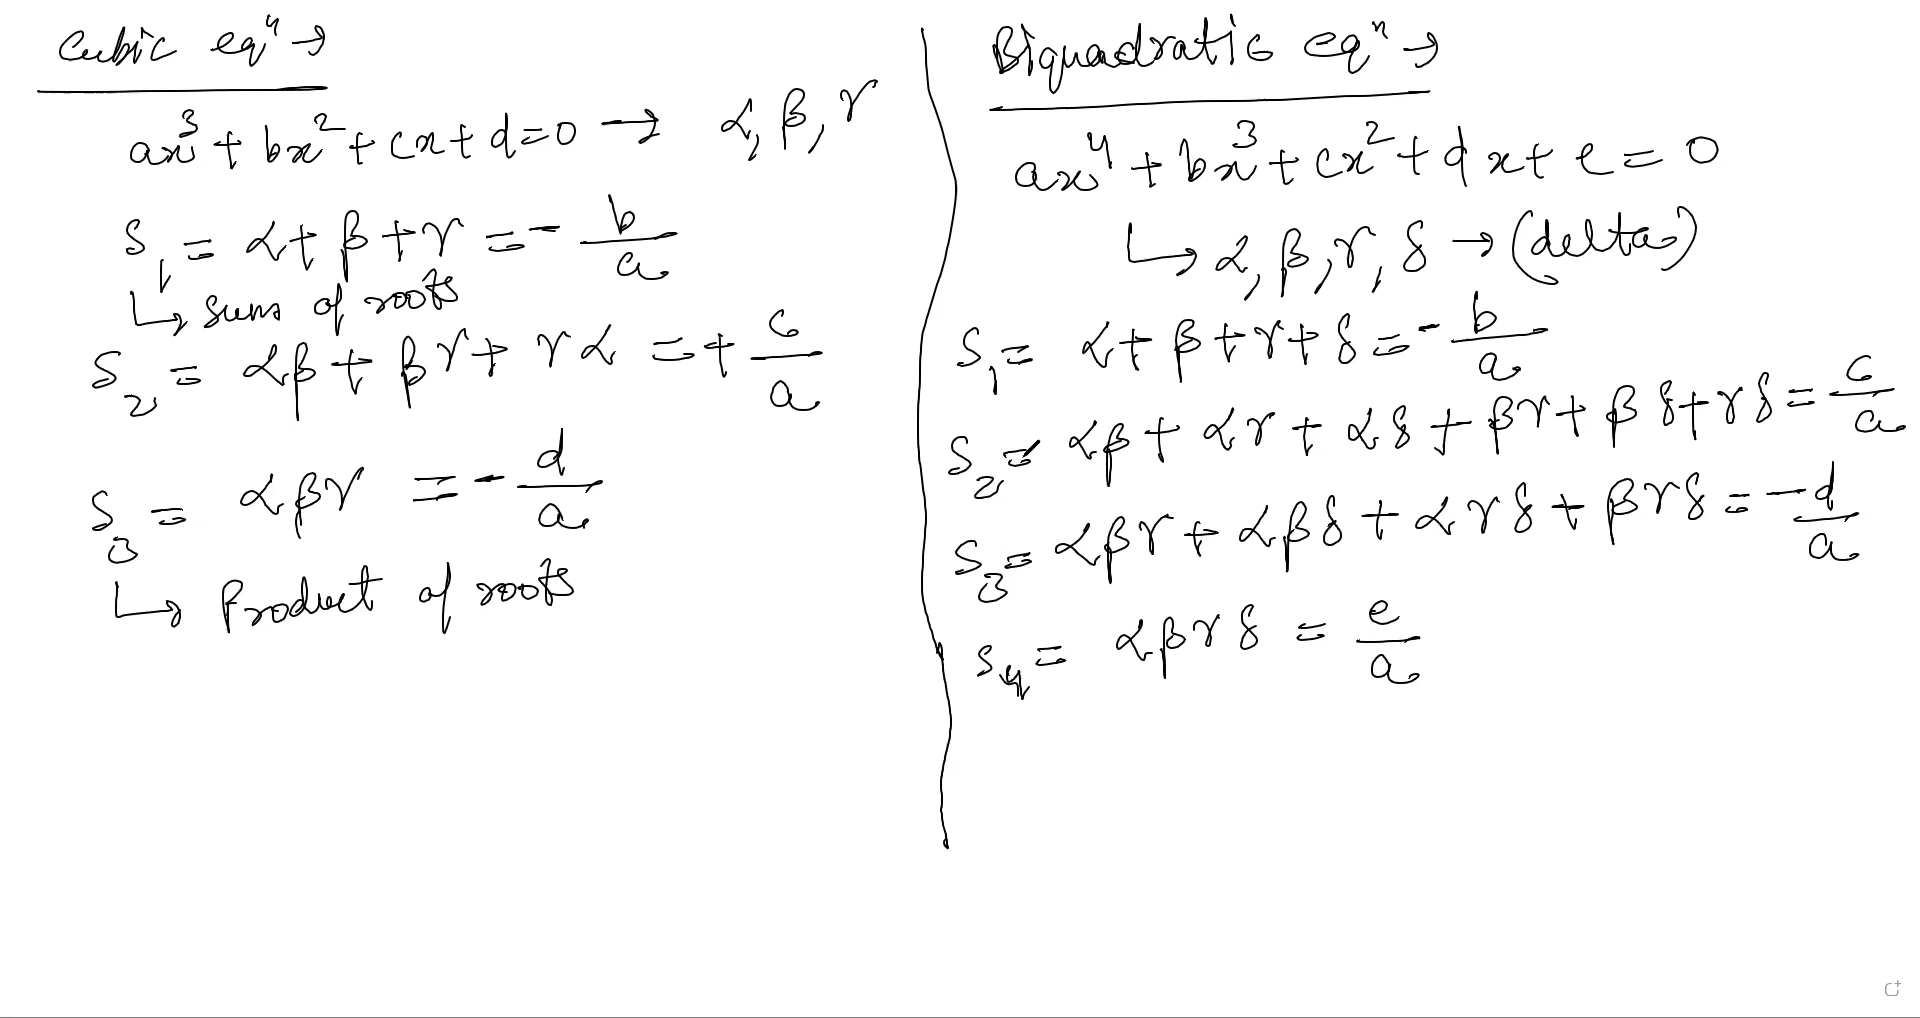 Cubic eqⁿ →
ax³ + bx² + cx + d = 0 → α, β, γ
S₁ = α + β + γ = - b/a
↳ Sum of roots
S₂ = αβ + βγ + γα = + c/a
S₃ = αβγ = - d/a
↳ Product of roots
Biquadratic eqⁿ →
ax⁴ + bx³ + cx² + dx + e = 0
↳ α, β, γ, δ → (delta)
S₁ = α + β + γ + δ = - b/a
S₂ = αβ + αγ + αδ + βγ + βδ + γδ = c/a
S₃ = αβγ + αβδ + αγδ + βγδ = - d/a
S₄ = αβγδ = e/a